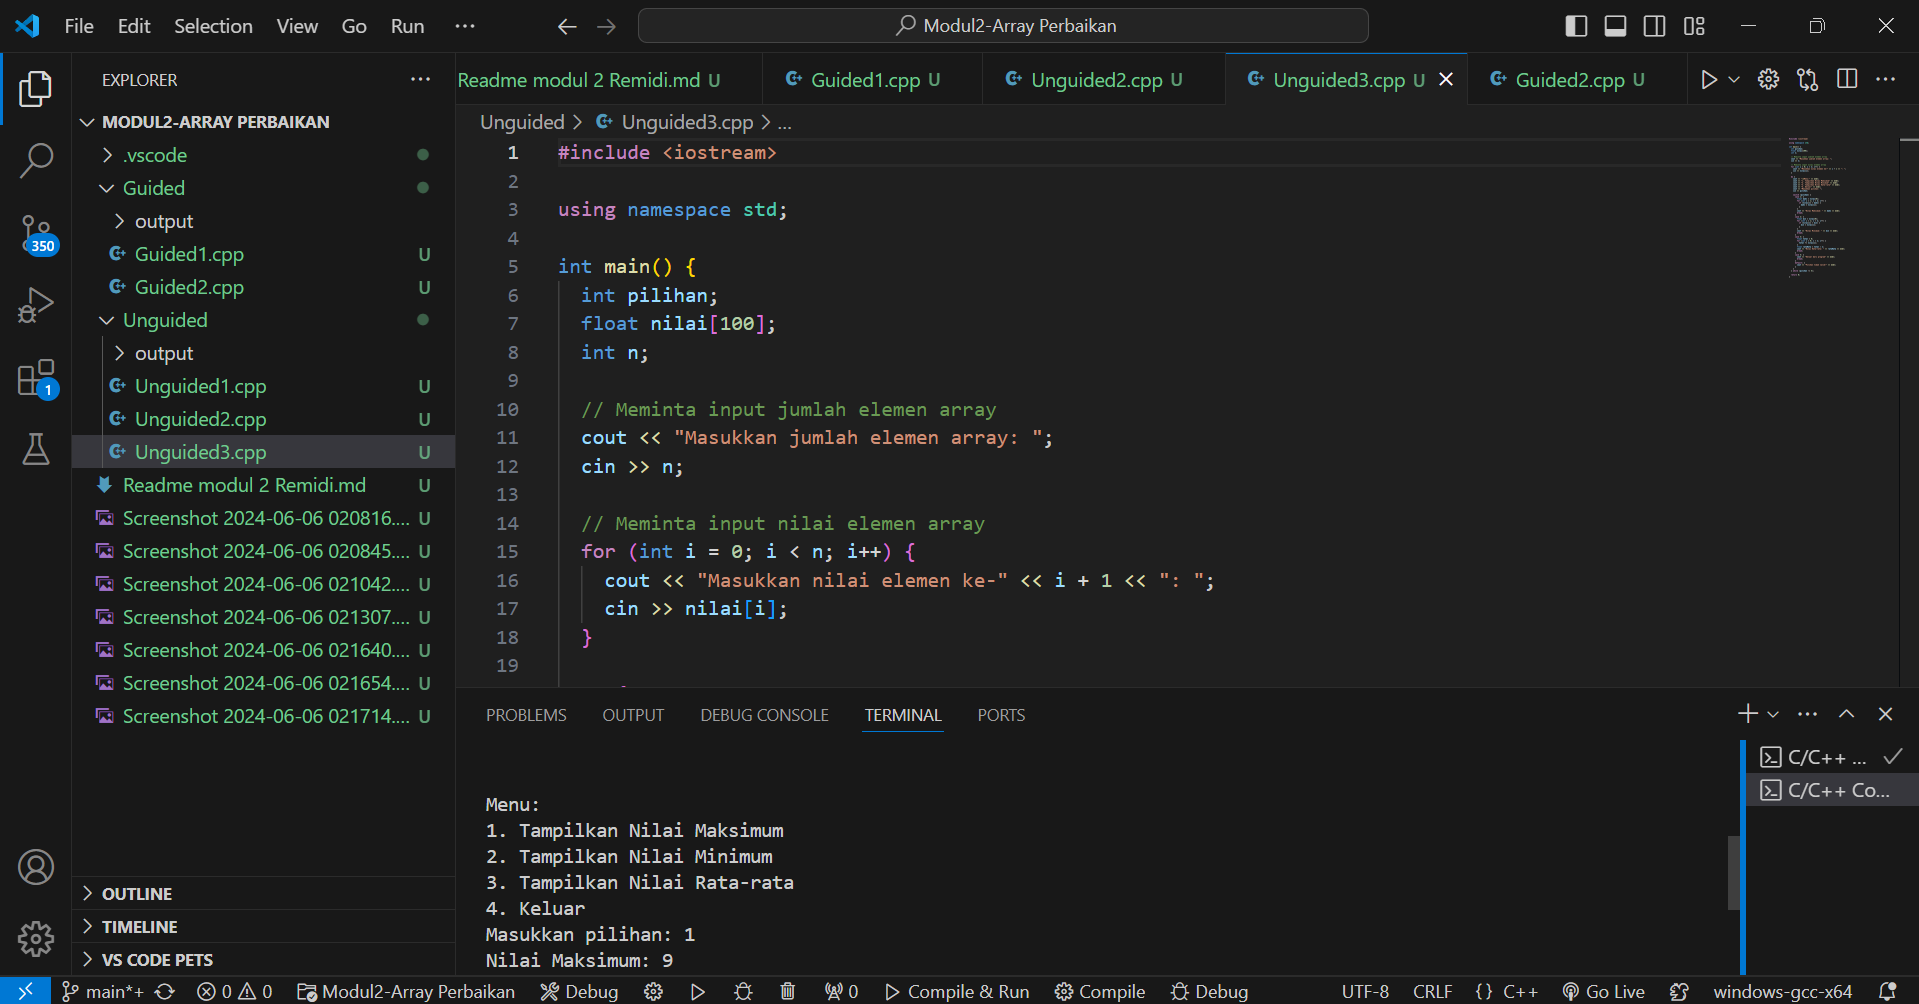 File Edit Selection View Go Run
Modul2-Array Perbaikan
EXPLORER
MODUL2-ARRAY PERBAIKAN
.vscode
Guided
output
Guided1.cpp U
Guided2.cpp U
Unguided
output
Unguided1.cpp U
Unguided2.cpp U
Unguided3.cpp U
Readme modul 2 Remidi.md U
Screenshot 2024-06-06 020816.... U
Screenshot 2024-06-06 020845.... U
Screenshot 2024-06-06 021042.... U
Screenshot 2024-06-06 021307.... U
Screenshot 2024-06-06 021640.... U
Screenshot 2024-06-06 021654.... U
Screenshot 2024-06-06 021714.... U
OUTLINE
TIMELINE
VS CODE PETS
350
1
Readme modul 2 Remidi.md U
Guided1.cpp U
Unguided2.cpp U
Unguided3.cpp U
Guided2.cpp U
Unguided > Unguided3.cpp > ...
1 #include <iostream>
2
3 using namespace std;
4
5 int main() {
6 int pilihan;
7 float nilai[100];
8 int n;
9
10 // Meminta input jumlah elemen array
11 cout << "Masukkan jumlah elemen array: ";
12 cin >> n;
13
14 // Meminta input nilai elemen array
15 for (int i = 0; i < n; i++) {
16 cout << "Masukkan nilai elemen ke-" << i + 1 << ": ";
17 cin >> nilai[i];
18 }
19
PROBLEMS OUTPUT DEBUG CONSOLE TERMINAL PORTS
Menu:
1. Tampilkan Nilai Maksimum
2. Tampilkan Nilai Minimum
3. Tampilkan Nilai Rata-rata
4. Keluar
Masukkan pilihan: 1
Nilai Maksimum: 9
C/C++ ...
C/C++ Co...
main*+ 0 0 Modul2-Array Perbaikan Debug 0 Compile & Run Compile Debug UTF-8 CRLF {} C++ Go Live windows-gcc-x64